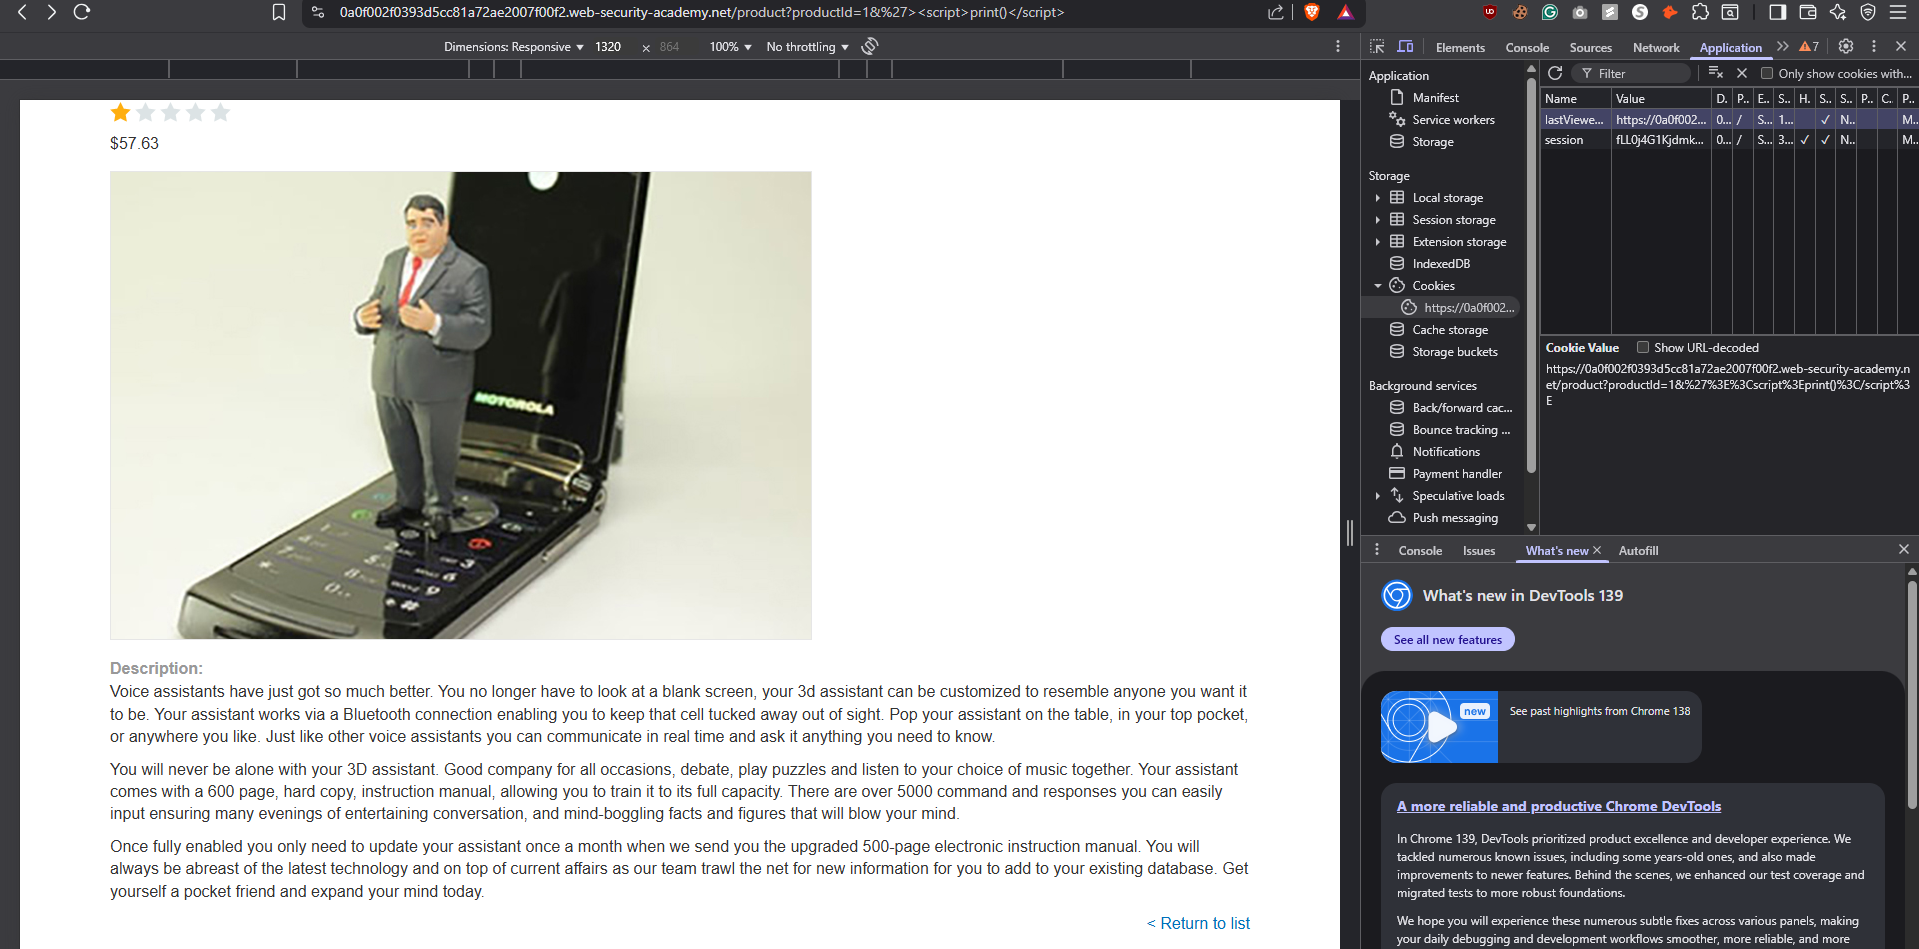 0a0f002f0393d5cc81a72ae2007f00f2.web-security-academy.net/product?productId=1&%27><script>print()</script>
Dimensions: Responsive 1320 × 864 100% No throttling
Elements Console Sources Network Application 7
$57.63
MOTOROLA
Description:
Voice assistants have just got so much better. You no longer have to look at a blank screen, your 3d assistant can be customized to resemble anyone you want it
to be. Your assistant works via a Bluetooth connection enabling you to keep that cell tucked away out of sight. Pop your assistant on the table, in your top pocket,
or anywhere you like. Just like other voice assistants you can communicate in real time and ask it anything you need to know.
You will never be alone with your 3D assistant. Good company for all occasions, debate, play puzzles and listen to your choice of music together. Your assistant
comes with a 600 page, hard copy, instruction manual, allowing you to train it to its full capacity. There are over 5000 command and responses you can easily
input ensuring many evenings of entertaining conversation, and mind-boggling facts and figures that will blow your mind.
Once fully enabled you only need to update your assistant once a month when we send you the upgraded 500-page electronic instruction manual. You will
always be abreast of the latest technology and on top of current affairs as our team trawl the net for new information for you to add to your existing database. Get
yourself a pocket friend and expand your mind today.
< Return to list
Application
Manifest
Service workers
Storage
Storage
Local storage
Session storage
Extension storage
IndexedDB
Cookies
https://0a0f002...
Cache storage
Storage buckets
Background services
Back/forward cac...
Bounce tracking ...
Notifications
Payment handler
Speculative loads
Push messaging
Filter Only show cookies with...
Name Value D. P.. E.. S.. H. S.. S.. P.. C. P..
lastViewe... https://0a0f002... 0... / S... 1... ✓ N.. M..
session fLL0j4G1Kjdmk... 0... / S... 3... ✓ ✓ N.. M..
Cookie Value Show URL-decoded
https://0a0f002f0393d5cc81a72ae2007f00f2.web-security-academy.n
et/product?productId=1&%27%3E%3Cscript%3Eprint()%3C/script%3
E
Console Issues What's new Autofill
What's new in DevTools 139
See all new features
new
See past highlights from Chrome 138
A more reliable and productive Chrome DevTools
In Chrome 139, DevTools prioritized product excellence and developer experience. We
tackled numerous known issues, including some years-old ones, and also made
improvements to newer features. Behind the scenes, we enhanced our test coverage and
migrated tests to more robust foundations.
We hope you will experience these numerous subtle fixes across various panels, making
your daily debugging and development workflows smoother, more reliable, and more